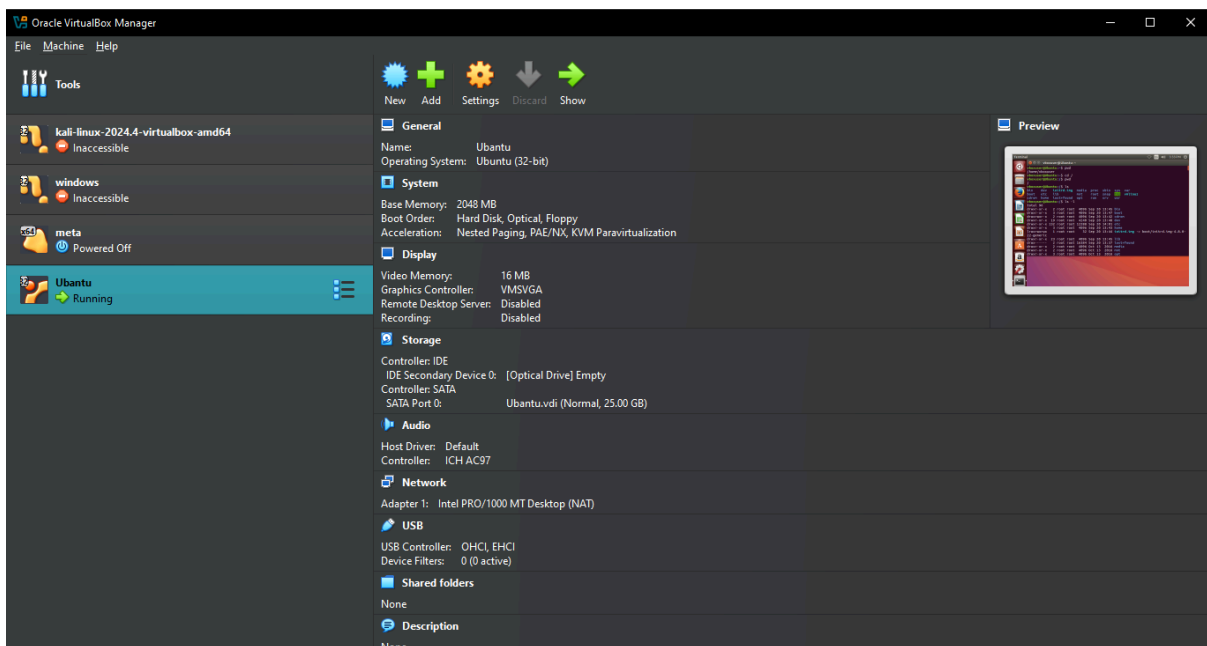 Oracle VirtualBox Manager
File Machine Help
Tools
New Add Settings Discard Show
kali-linux-2024.4-virtualbox-amd64
Inaccessible
windows
Inaccessible
meta
Powered Off
Ubantu
Running
General
Name: Ubantu
Operating System: Ubuntu (32-bit)
System
Base Memory: 2048 MB
Boot Order: Hard Disk, Optical, Floppy
Acceleration: Nested Paging, PAE/NX, KVM Paravirtualization
Display
Video Memory: 16 MB
Graphics Controller: VMSVGA
Remote Desktop Server: Disabled
Recording: Disabled
Storage
Controller: IDE
IDE Secondary Device 0: [Optical Drive] Empty
Controller: SATA
SATA Port 0: Ubantu.vdi (Normal, 25.00 GB)
Audio
Host Driver: Default
Controller: ICH AC97
Network
Adapter 1: Intel PRO/1000 MT Desktop (NAT)
USB
USB Controller: OHCI, EHCI
Device Filters: 0 (0 active)
Shared folders
None
Description
Preview